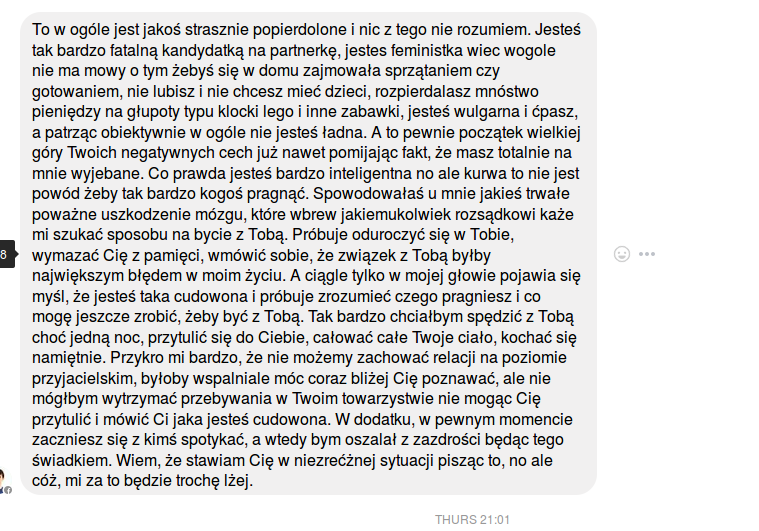 To w ogóle jest jakoś strasznie popierdolone i nic z tego nie rozumiem. Jesteś
tak bardzo fatalną kandydatką na partnerkę, jestes feministka wiec wogole
nie ma mowy o tym żebyś się w domu zajmowała sprzątaniem czy
gotowaniem, nie lubisz i nie chcesz mieć dzieci, rozpierdalasz mnóstwo
pieniędzy na głupoty typu klocki lego i inne zabawki, jesteś wulgarna i ćpasz,
a patrząc obiektywnie w ogóle nie jesteś ładna. A to pewnie początek wielkiej
góry Twoich negatywnych cech już nawet pomijając fakt, że masz totalnie na
mnie wyjebane. Co prawda jesteś bardzo inteligentna no ale kurwa to nie jest
powód żeby tak bardzo kogoś pragnąć. Spowodowałaś u mnie jakieś trwałe
poważne uszkodzenie mózgu, które wbrew jakiemukolwiek rozsądkowi każe
mi szukać sposobu na bycie z Tobą. Próbuje oduroczyć się w Tobie,
8
wymazać Cię z pamięci, wmówić sobie, że związek z Tobą byłby
największym błędem w moim życiu. A ciągle tylko w mojej głowie pojawia się
myśl, że jesteś taka cudowona i próbuje zrozumieć czego pragniesz i co
mogę jeszcze zrobić, żeby być z Tobą. Tak bardzo chciałbym spędzić z Tobą
choć jedną noc, przytulić się do Ciebie, całować całe Twoje ciało, kochać się
namiętnie. Przykro mi bardzo, że nie możemy zachować relacji na poziomie
przyjacielskim, byłoby wspalniale móc coraz bliżej Cię poznawać, ale nie
mógłbym wytrzymać przebywania w Twoim towarzystwie nie mogąc Cię
przytulić i mówić Ci jaka jesteś cudowona. W dodatku, w pewnym momencie
zaczniesz się z kimś spotykać, a wtedy bym oszalał z zazdrości będąc tego
świadkiem. Wiem, że stawiam Cię w niezrećżnej sytuacji pisząc to, no ale
cóż, mi za to będzie trochę lżej.
THURS 21:01